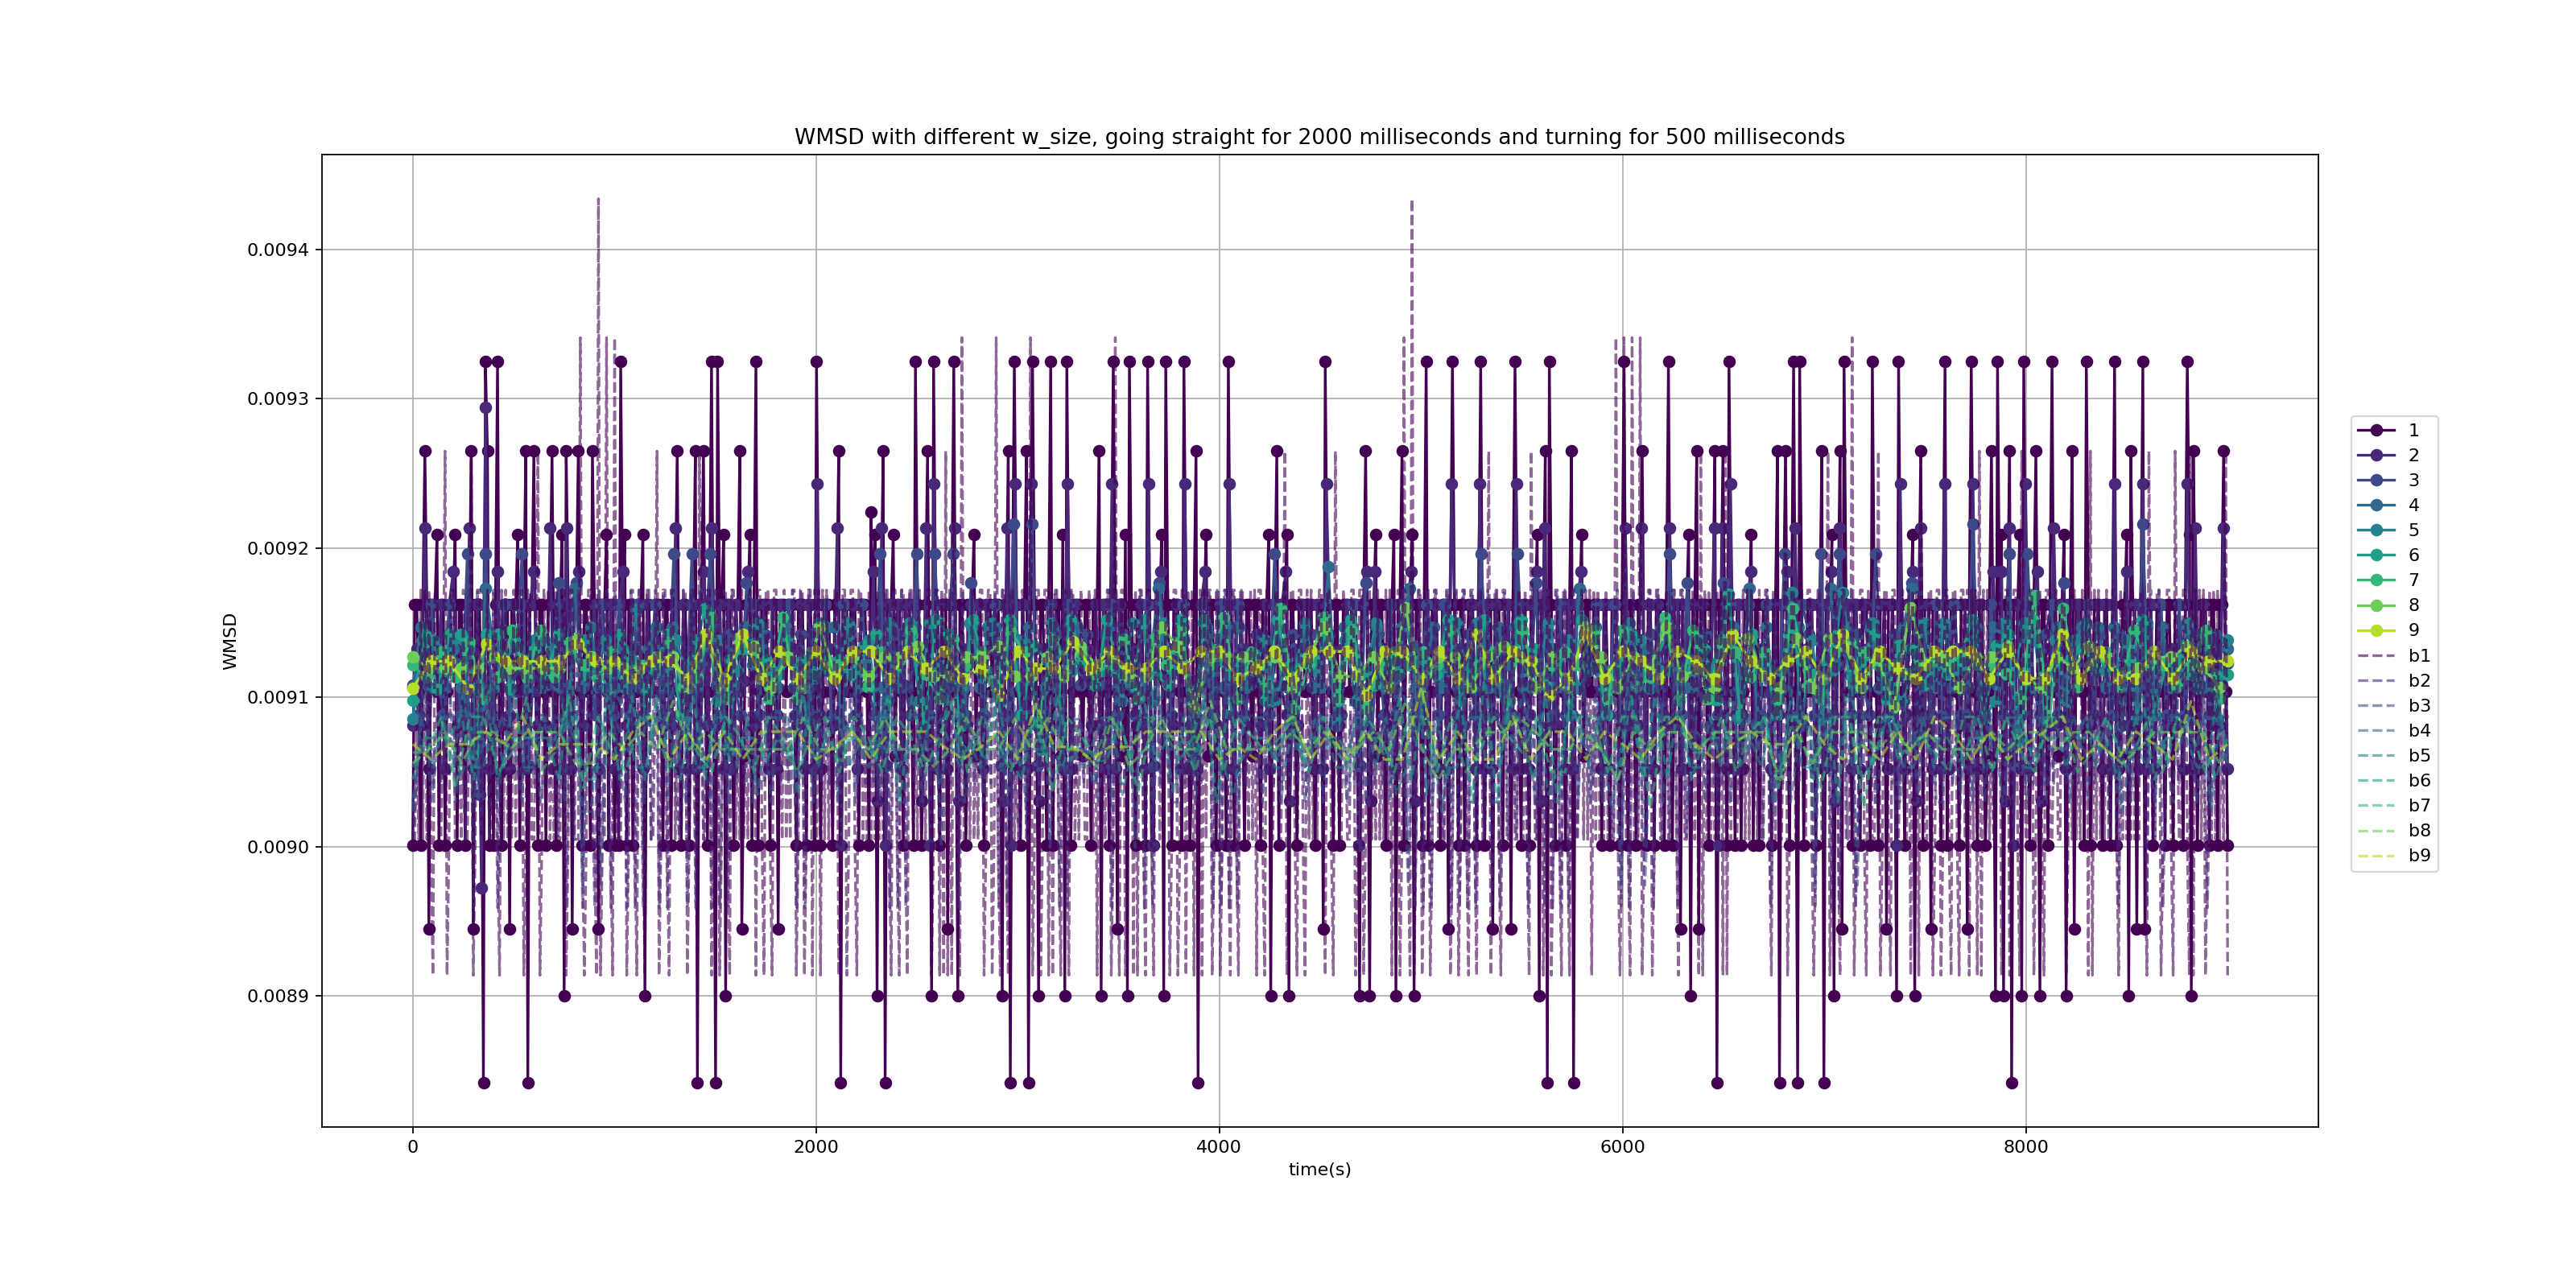 WMSD with different w_size, going straight for 2000 milliseconds and turning for 500 milliseconds
0.0094
0.0093
0.0092
0.0091
0.0090
0.0089
WMSD
0
2000
4000
6000
8000
time(s)
1
2
3
4
5
6
7
8
9
b1
b2
b3
b4
b5
b6
b7
b8
b9